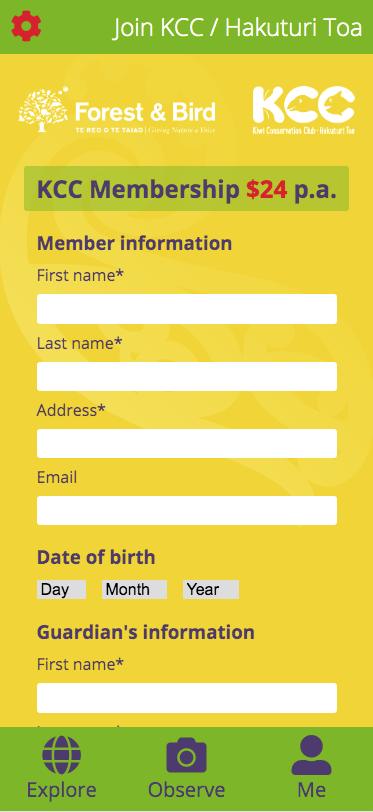 Join KCC / Hakuturi Toa
Forest & Bird
TE REO O TE TAIAO | Giving Nature a Voice
KCC
Kiwi Conservation Club • Hakuturi Toa
KCC Membership $24 p.a.
Member information
First name*
Last name*
Address*
Email
Date of birth
Day Month Year
Guardian's information
First name*
Explore Observe Me